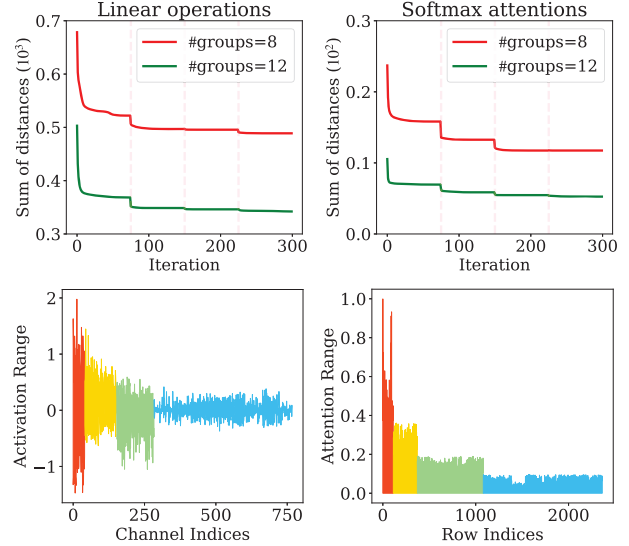 Linear operations
Sum of distances (10³)
0.7
0.6
0.5
0.4
0.3
#groups=8
#groups=12
0
100
200
300
Iteration
Softmax attentions
Sum of distances (10²)
0.3
0.2
0.1
0.0
#groups=8
#groups=12
0
100
200
300
Iteration
Activation Range
2
1
0
−1
0
250
500
750
Channel Indices
Attention Range
1.0
0.8
0.6
0.4
0.2
0.0
0
1000
2000
Row Indices